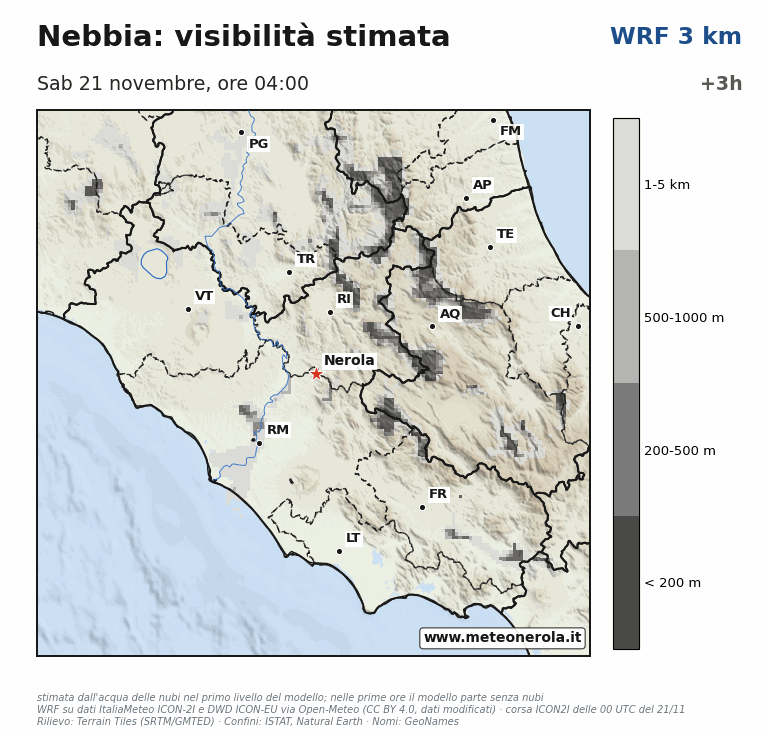 Nebbia: visibilità stimata
WRF 3 km
Sab 21 novembre, ore 04:00
+3h
FM
PG
1-5 km
AP
TE
TR
VT
RI
AQ
CH
500-1000 m
Nerola
RM
200-500 m
FR
LT
< 200 m
www.meteonerola.it
stimata dall'acqua delle nubi nel primo livello del modello; nelle prime ore il modello parte senza nubi
WRF su dati ItaliaMeteo ICON-2I e DWD ICON-EU via Open-Meteo (CC BY 4.0, dati modificati) · corsa ICON2I delle 00 UTC del 21/11
Rilievo: Terrain Tiles (SRTM/GMTED) · Confini: ISTAT, Natural Earth · Nomi: GeoNames